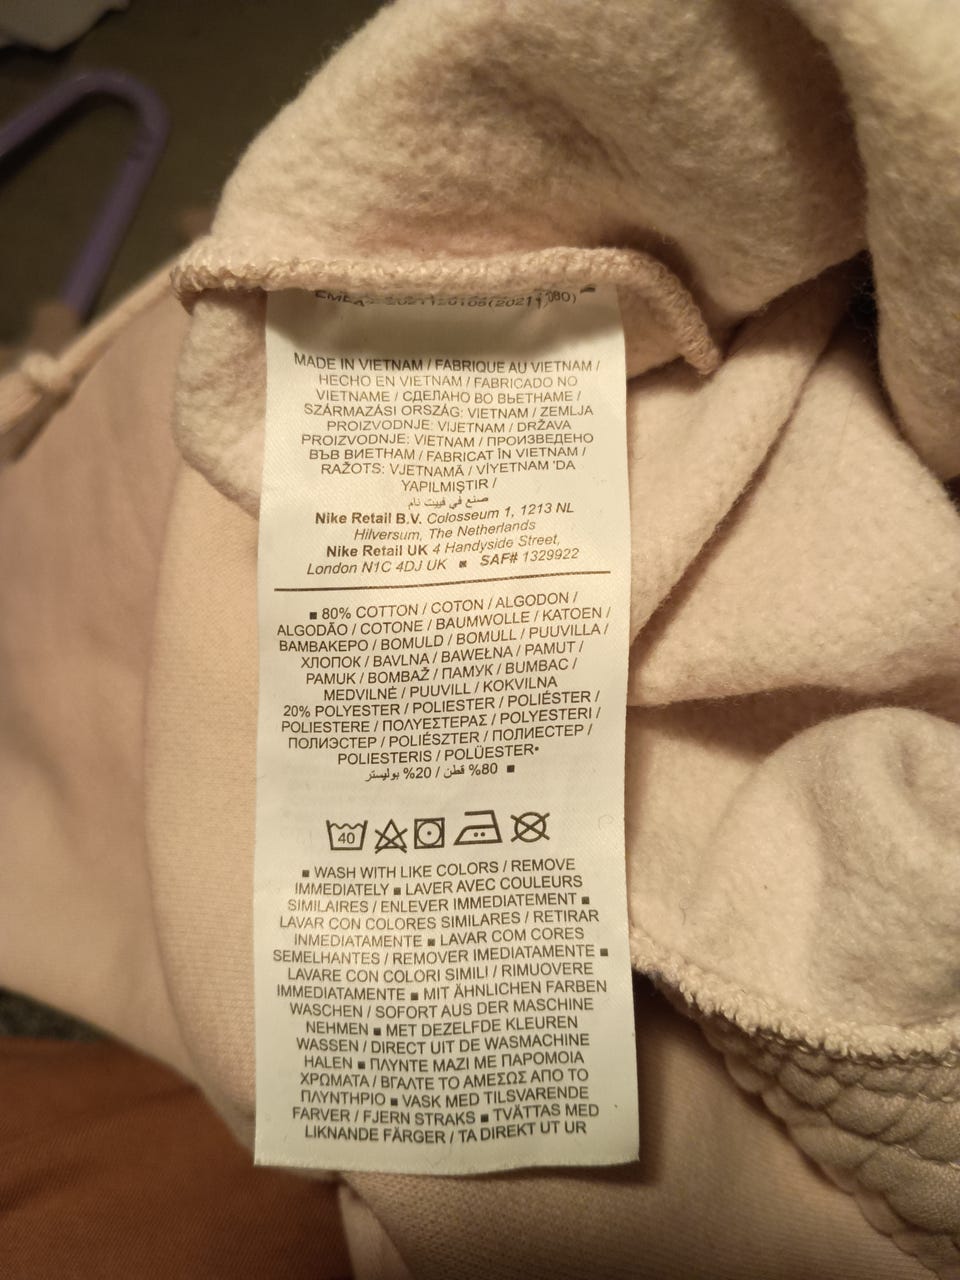 MADE IN VIETNAM / FABRIQUE AU VIETNAM /
HECHO EN VIETNAM / FABRICADO NO
VIETNAME / СДЕЛАНО ВО ВЬЕТНАМЕ /
SZÁRMAZÁSI ORSZÁG: VIETNAM / ZEMLJA
PROIZVODNJE: VIJETNAM / DRŽAVA
PROIZVODNJE: VIETNAM / ПРОИЗВЕДЕНО
ВЪВ ВИЕТНАМ / FABRICAT ÎN VIETNAM /
RAŽOTS: VJETNAMĀ / VİYETNAM 'DA
YAPILMIŞTIR /
صنع في فييت نام
Nike Retail B.V. Colosseum 1, 1213 NL
Hilversum, The Netherlands
Nike Retail UK 4 Handyside Street,
London N1C 4DJ UK ▪ SAF# 1329922
▪ 80% COTTON / COTON / ALGODON /
ALGODÃO / COTONE / BAUMWOLLE / KATOEN /
ΒΑΜΒΑΚΕΡΟ / BOMULD / BOMULL / PUUVILLA /
ХЛОПОК / BAVLNA / BAWEŁNA / PAMUT /
PAMUK / BOMBAŽ / ПАМУК / BUMBAC /
MEDVILNĖ / PUUVILL / KOKVILNA
20% POLYESTER / POLIESTER / POLIÉSTER /
POLIESTERE / ΠΟΛΥΕΣΤΕΡΑΣ / POLYESTERI /
ПОЛИЭСТЕР / POLIÉSZTER / ПОЛИЕСТЕР /
POLIESTERIS / POLÜESTER•
80% قطن / 20% بوليستر ▪
40
▪ WASH WITH LIKE COLORS / REMOVE
IMMEDIATELY ▪ LAVER AVEC COULEURS
SIMILAIRES / ENLEVER IMMEDIATEMENT ▪
LAVAR CON COLORES SIMILARES / RETIRAR
INMEDIATAMENTE ▪ LAVAR COM CORES
SEMELHANTES / REMOVER IMEDIATAMENTE ▪
LAVARE CON COLORI SIMILI / RIMUOVERE
IMMEDIATAMENTE ▪ MIT ÄHNLICHEN FARBEN
WASCHEN / SOFORT AUS DER MASCHINE
NEHMEN ▪ MET DEZELFDE KLEUREN
WASSEN / DIRECT UIT DE WASMACHINE
HALEN ▪ ΠΛΥΝΤΕ ΜΑΖΙ ΜΕ ΠΑΡΟΜΟΙΑ
ΧΡΩΜΑΤΑ / ΒΓΑΛΤΕ ΤΟ ΑΜΕΣΩΣ ΑΠΟ ΤΟ
ΠΛΥΝΤΗΡΙΟ ▪ VASK MED TILSVARENDE
FARVER / FJERN STRAKS ▪ TVÄTTAS MED
LIKNANDE FÄRGER / TA DIREKT UT UR